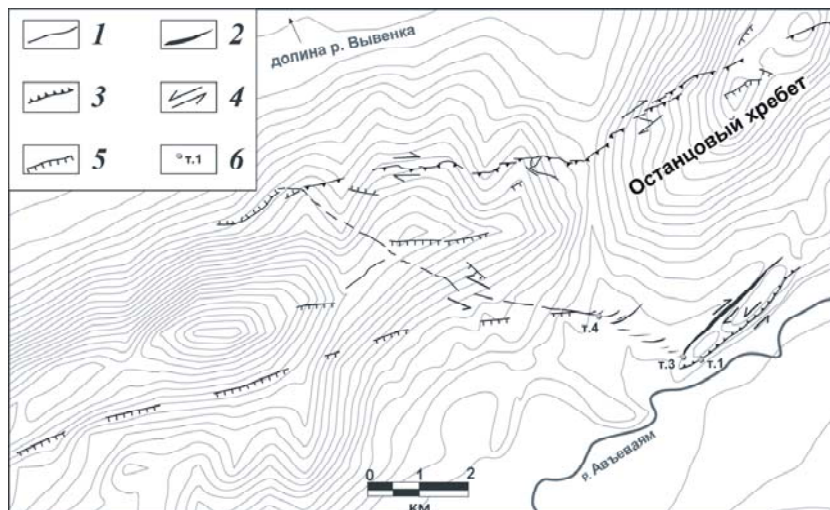 1
2
3
4
5
т.1
6
долина р. Вывенка
Останцовый хребет
т.4
т.3
т.1
р. Авъеваям
0
1
2
км